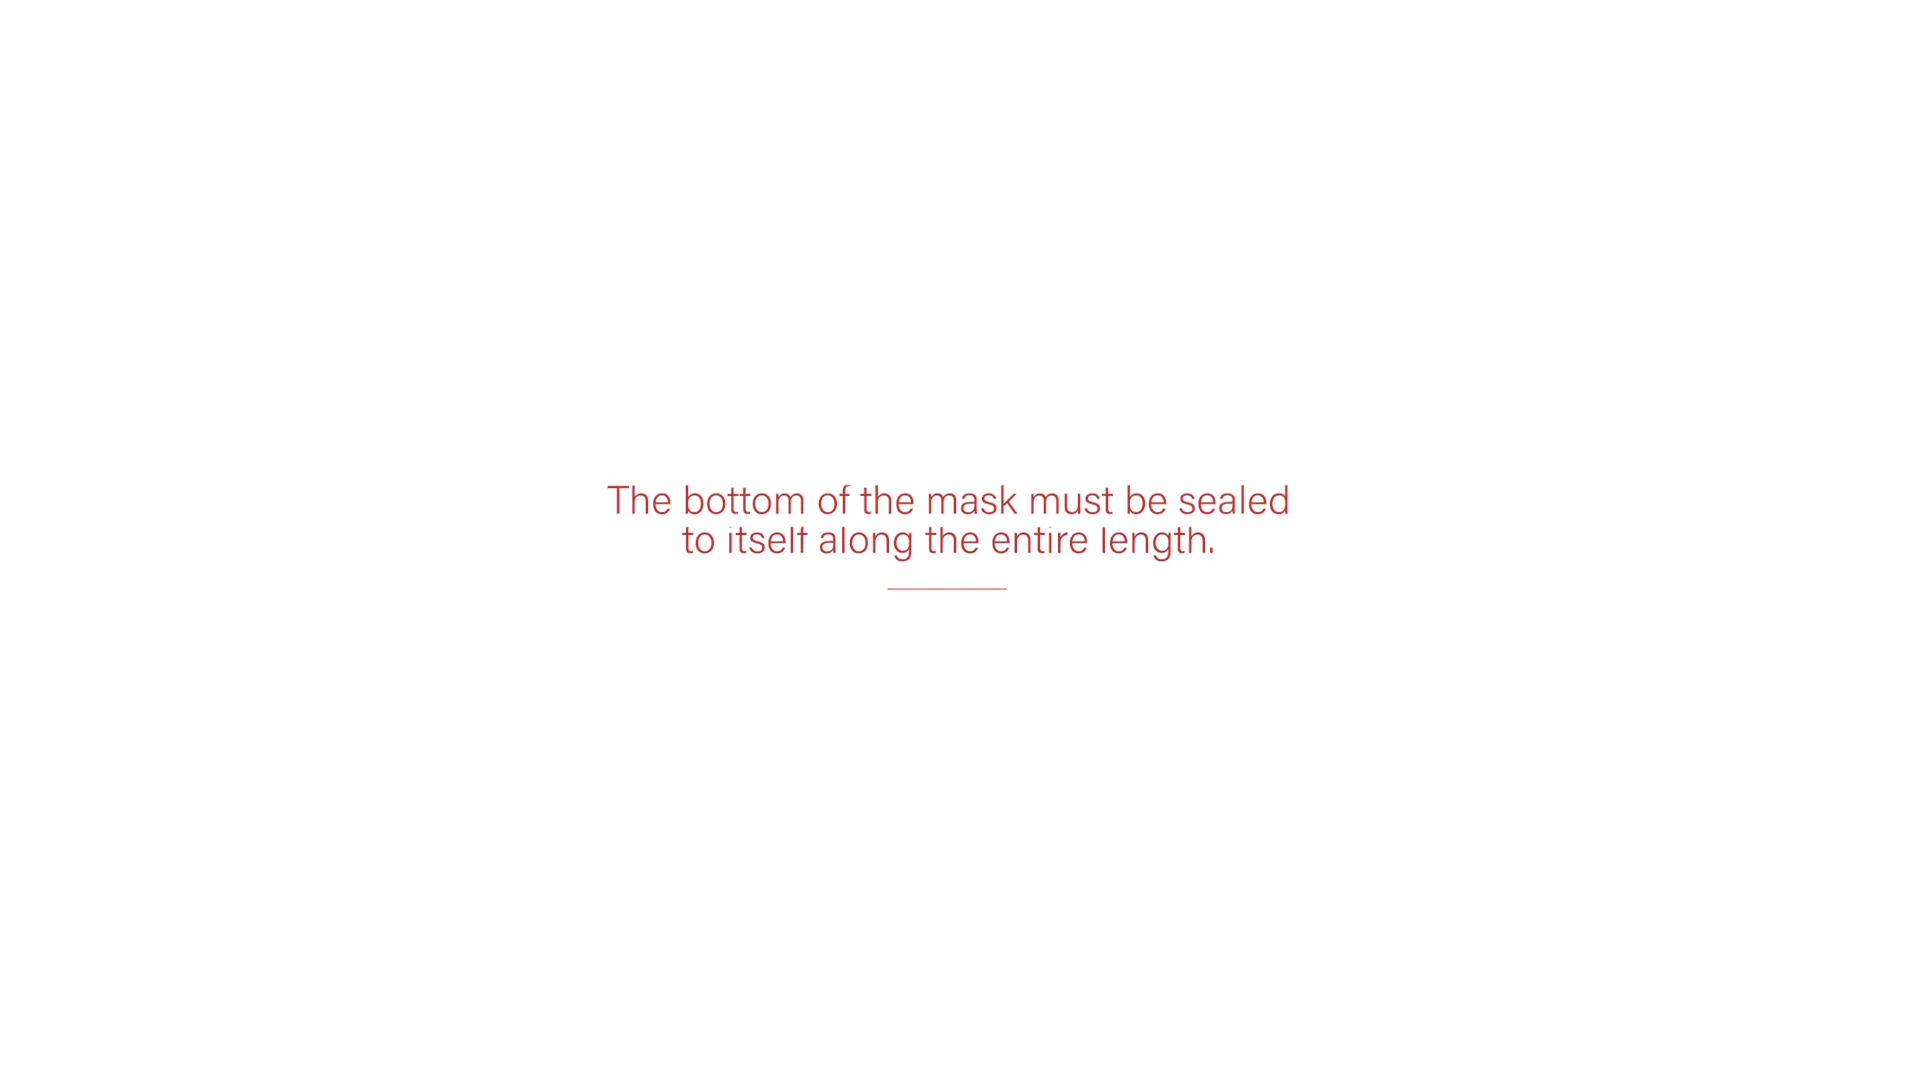 The bottom of the mask must be sealed
to itself along the entire length.